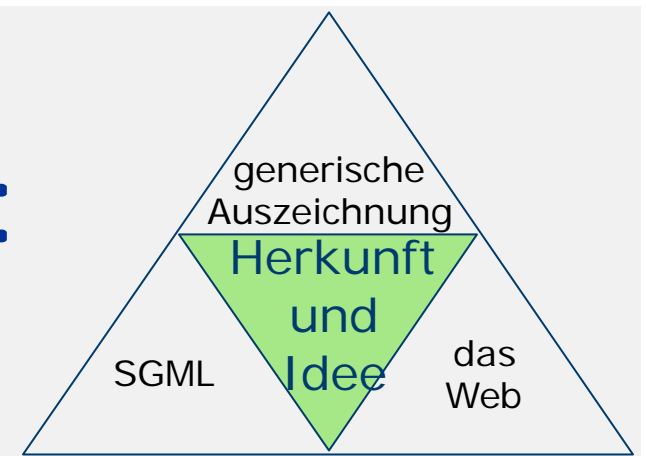 generische
Auszeichnung
Herkunft
und
Idee
SGML
das
Web